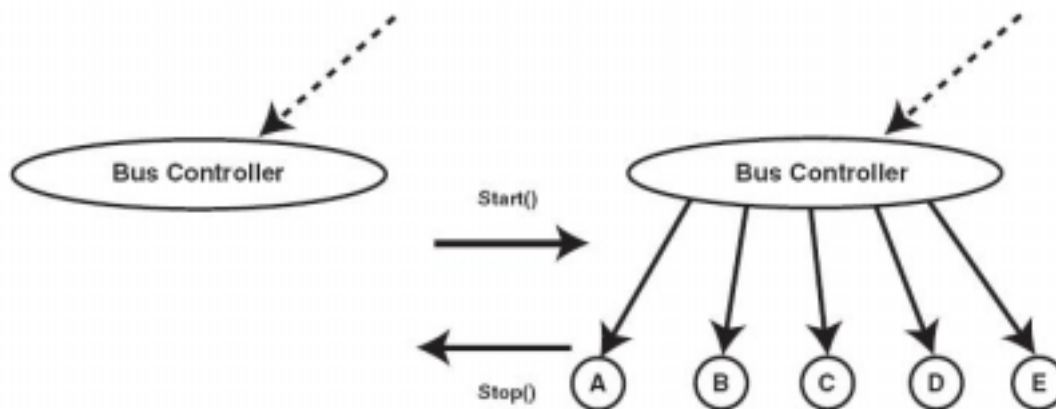 Bus Controller
Bus Controller
Start()
Stop()
A
B
C
D
E